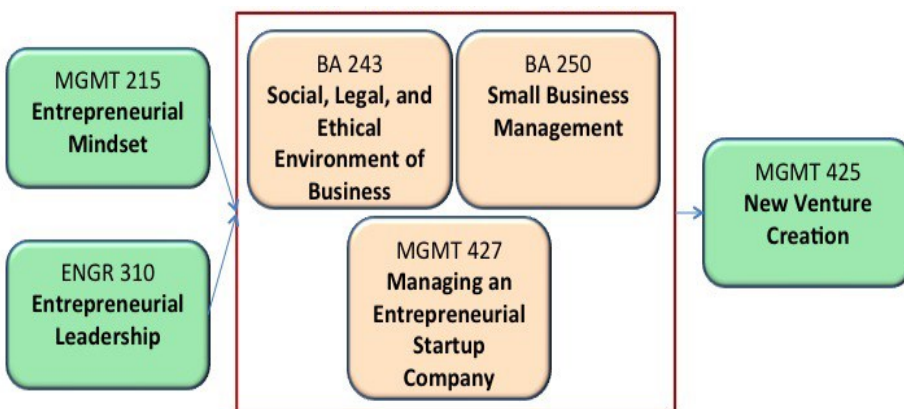 MGMT 215
Entrepreneurial
Mindset
ENGR 310
Entrepreneurial
Leadership
BA 243
Social, Legal, and
Ethical
Environment of
Business
BA 250
Small Business
Management
MGMT 427
Managing an
Entrepreneurial
Startup
Company
MGMT 425
New Venture
Creation